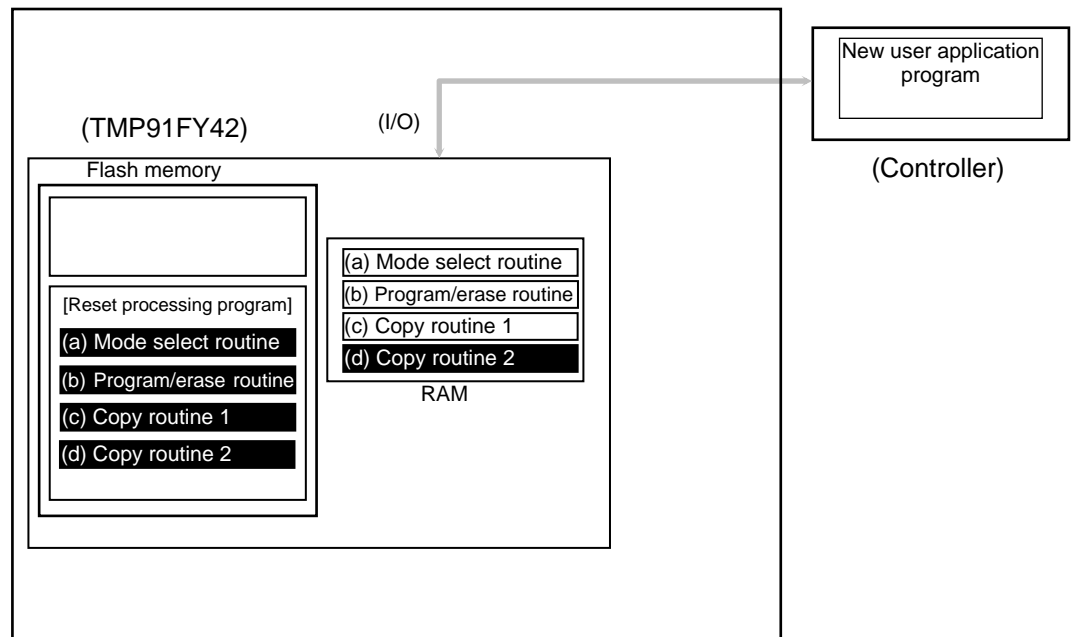 New user application
program
(I/O)
(TMP91FY42)
(Controller)
Flash memory
[Reset processing program]
(a) Mode select routine
(b) Program/erase routine
(c) Copy routine 1
(d) Copy routine 2
(a) Mode select routine
(b) Program/erase routine
(c) Copy routine 1
(d) Copy routine 2
RAM